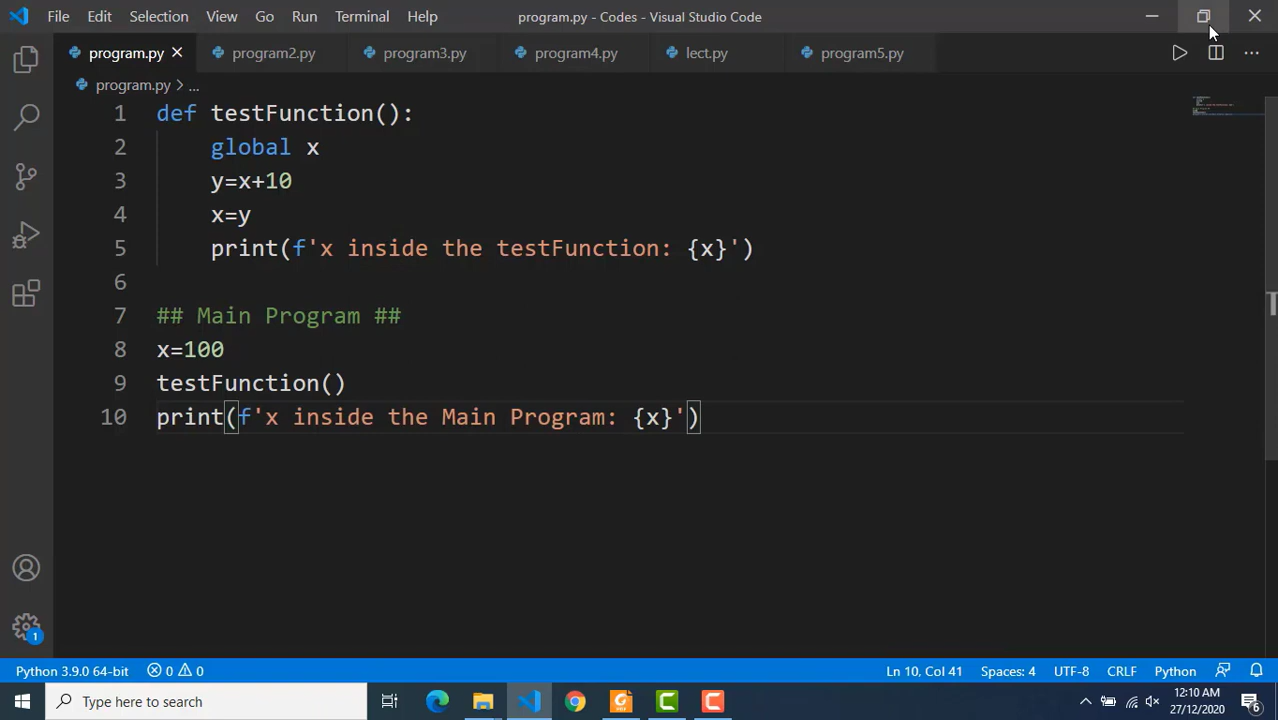 File Edit Selection View Go Run Terminal Help program.py - Codes - Visual Studio Code
program.py program2.py program3.py program4.py lect.py program5.py
program.py > ...
1 def testFunction():
2 global x
3 y=x+10
4 x=y
5 print(f'x inside the testFunction: {x}')
6
7 ## Main Program ##
8 x=100
9 testFunction()
10 print(f'x inside the Main Program: {x}')
1
Python 3.9.0 64-bit 0 0 Ln 10, Col 41 Spaces: 4 UTF-8 CRLF Python
Type here to search
12:10 AM
27/12/2020
6